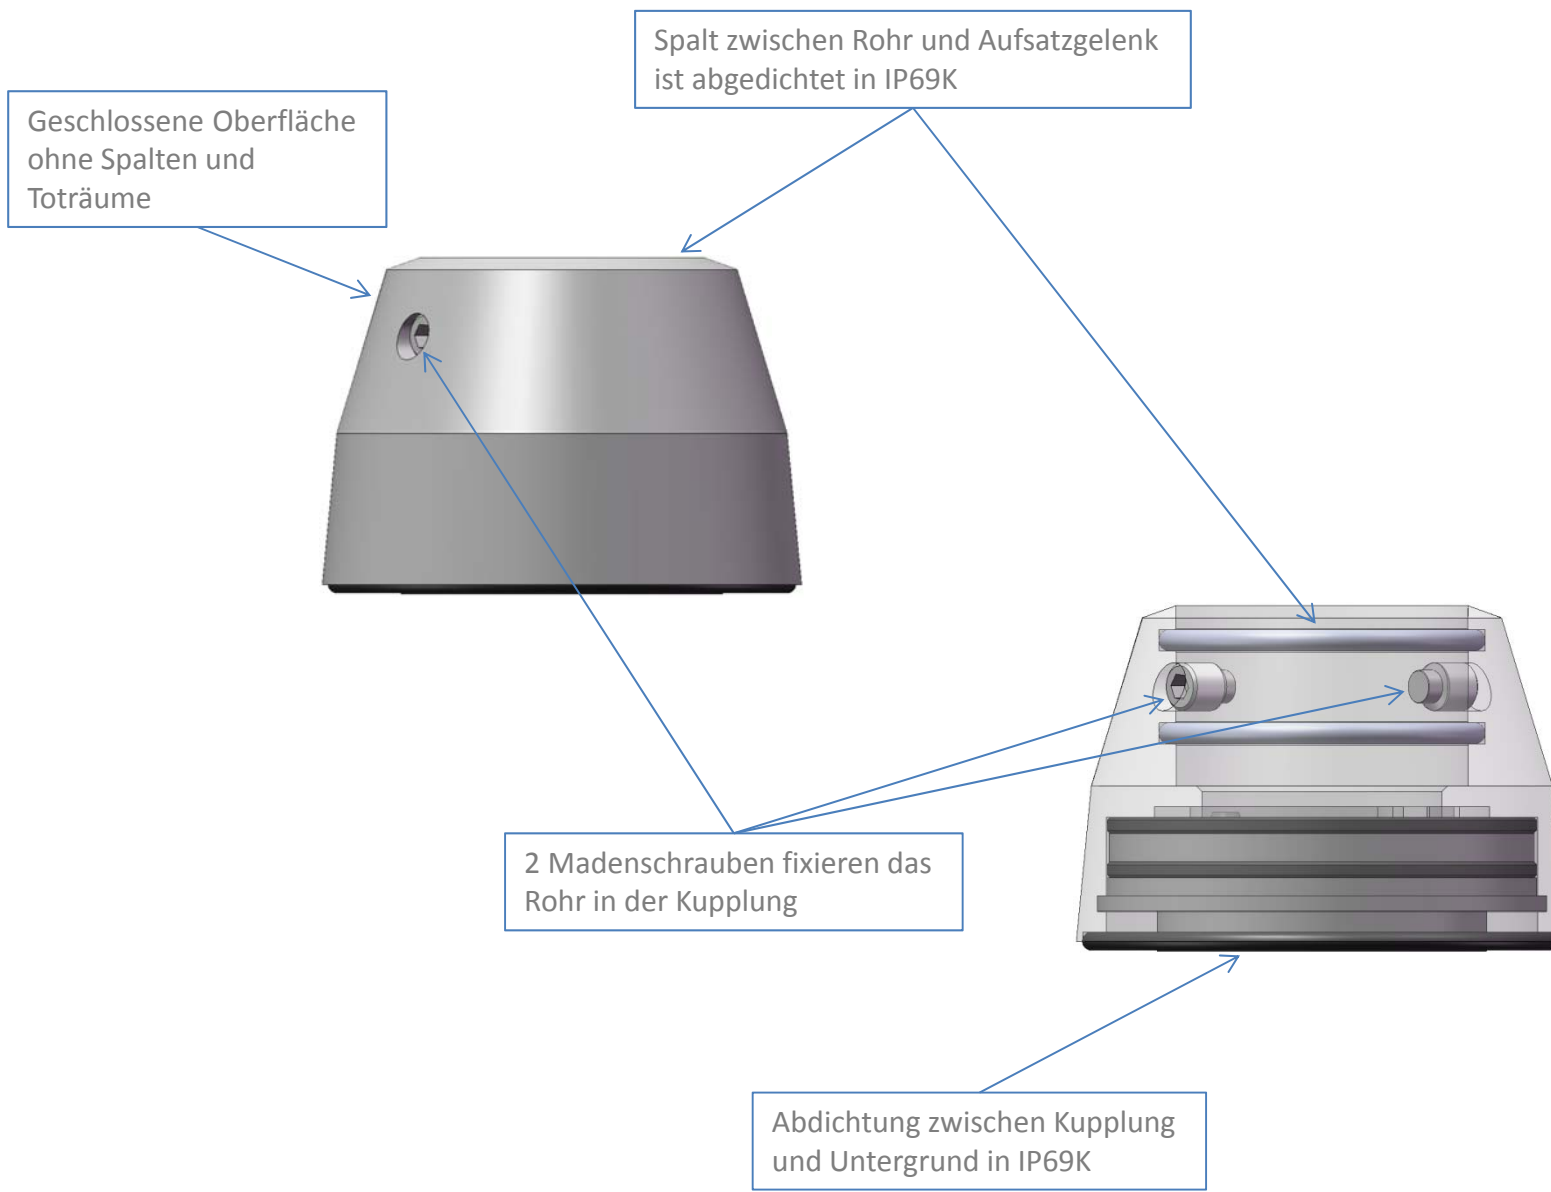 Spalt zwischen Rohr und Aufsatzgelenk
ist abgedichtet in IP69K
Geschlossene Oberfläche
ohne Spalten und
Toträume
2 Madenschrauben fixieren das
Rohr in der Kupplung
Abdichtung zwischen Kupplung
und Untergrund in IP69K